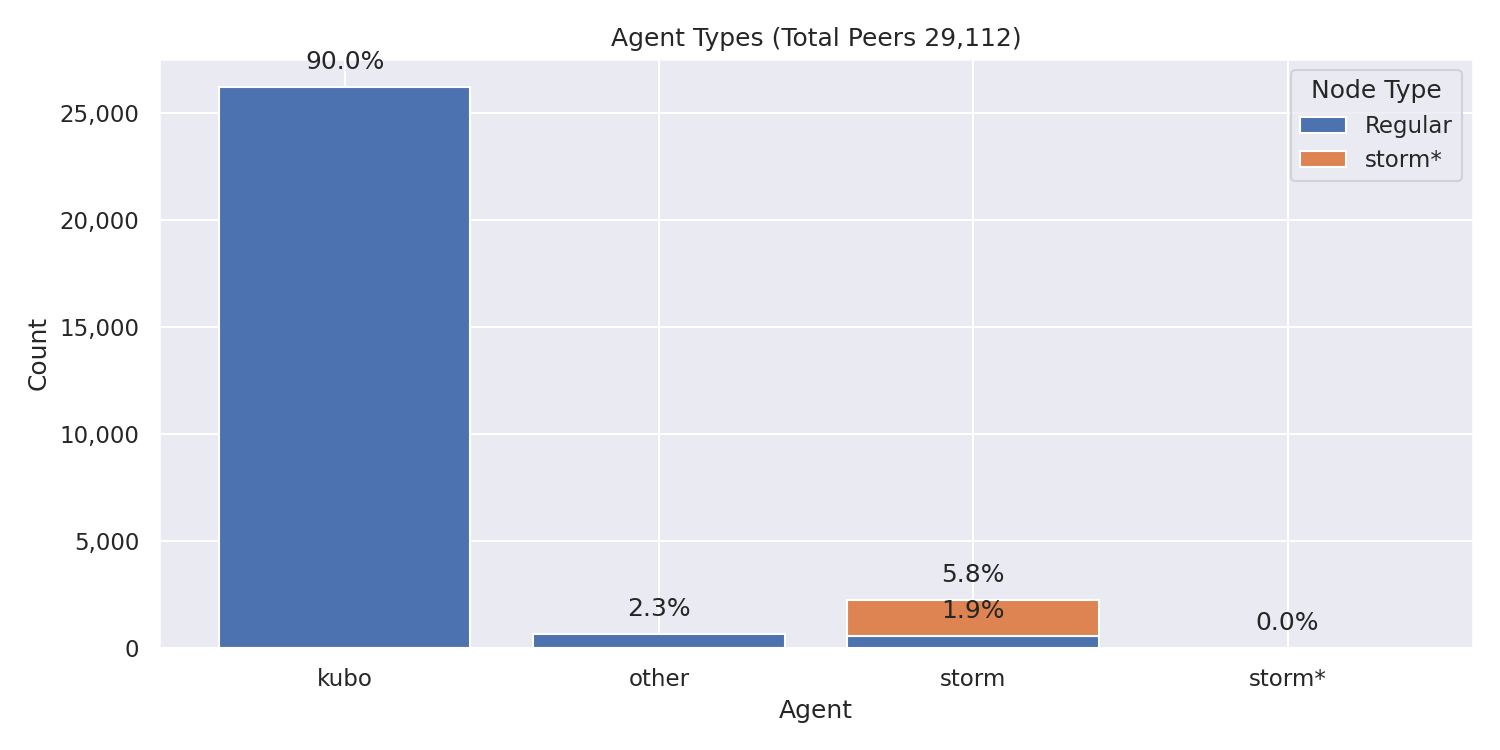 Agent Types (Total Peers 29,112)
90.0%
Node Type
Regular
storm*
25,000
20,000
15,000
10,000
5,000
0
Count
2.3%
5.8%
1.9%
0.0%
kubo
other
storm
storm*
Agent